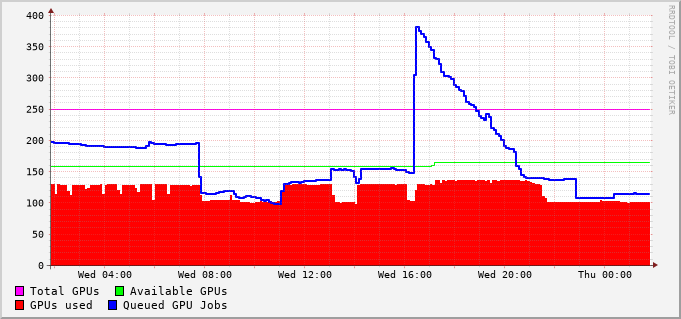 400
350
300
250
200
150
100
50
0
Wed 04:00 Wed 08:00 Wed 12:00 Wed 16:00 Wed 20:00 Thu 00:00
Total GPUs Available GPUs
GPUs used Queued GPU Jobs
RRDTOOL / TOBI OETIKER